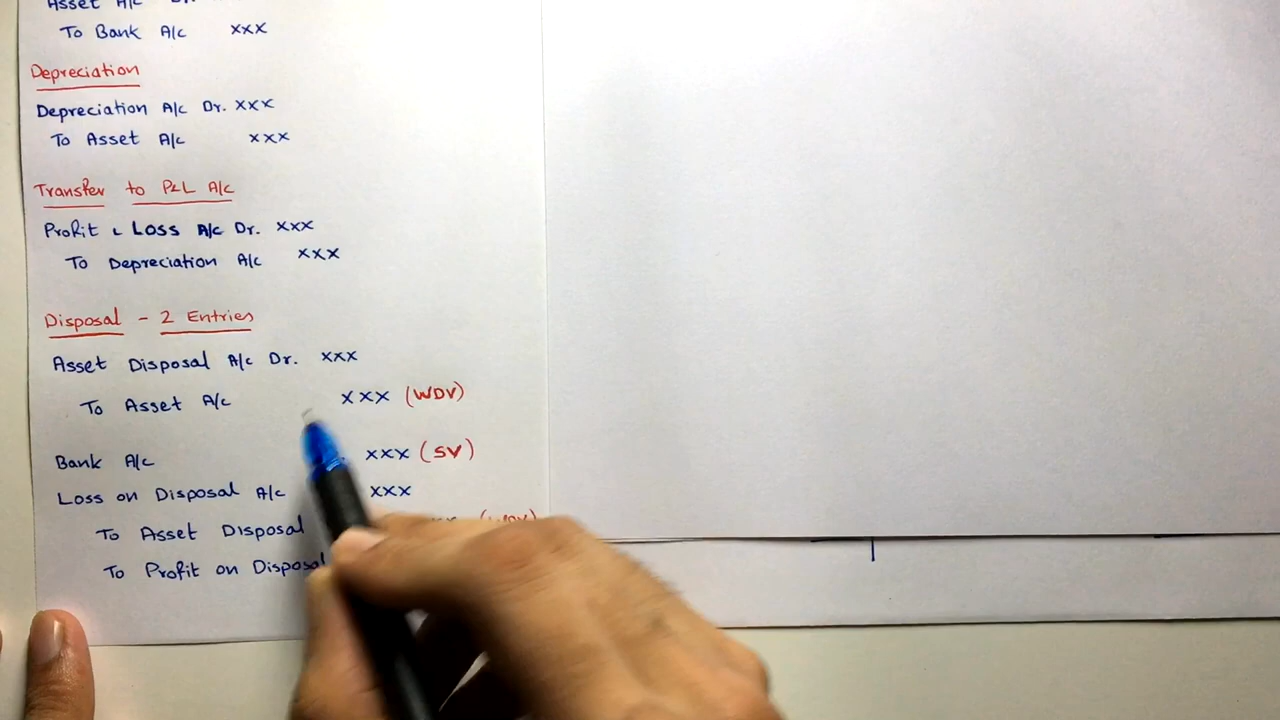 Asset A/c Dr.
To Bank A/c xxx
Depreciation
Depreciation A/c Dr. xxx
To Asset A/c xxx
Transfer to P&L A/c
Profit & Loss A/c Dr. xxx
To Depreciation A/c xxx
Disposal - 2 Entries
Asset Disposal A/c Dr. xxx
To Asset A/c xxx (WDV)
Bank A/c xxx (SV)
Loss on Disposal A/c xxx
To Asset Disposal
To Profit on Disposal